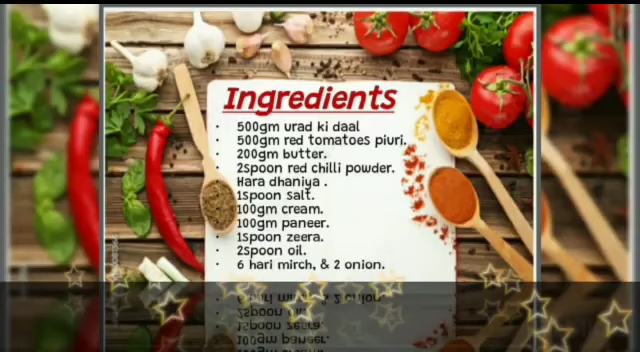 Ingredients
500gm urad ki daal
500gm red tomatoes piuri.
200gm butter.
2spoon red chilli powder.
Hara dhaniya .
1spoon salt.
100gm cream.
100gm paneer.
1spoon zeera.
2spoon oil.
6 hari mirch, & 2 onion.